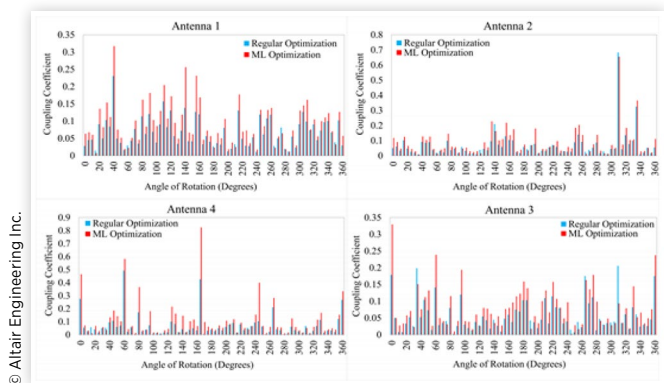 Antenna 1
0.35
0.3
0.25
0.2
0.15
0.1
0.05
0
Coupling Coefficient
Regular Optimization
ML Optimization
0 20 40 60 80 100 120 140 160 180 200 220 240 260 280 300 320 340 360
Angle of Rotation (Degrees)
Antenna 2
0.8
0.7
0.6
0.5
0.4
0.3
0.2
0.1
0
Coupling Coefficient
Regular Optimization
ML Optimization
0 20 40 60 80 100 120 140 160 180 200 220 240 260 280 300 320 340 360
Angle of Rotation (Degrees)
Antenna 4
0.9
0.8
0.7
0.6
0.5
0.4
0.3
0.2
0.1
0
Coupling Coefficient
Regular Optimization
ML Optimization
0 20 40 60 80 100 120 140 160 180 200 220 240 260 280 300 320 340 360
Angle of Rotation (Degrees)
Antenna 3
0.35
0.3
0.25
0.2
0.15
0.1
0.05
0
Coupling Coefficient
Regular Optimization
ML Optimization
0 20 40 60 80 100 120 140 160 180 200 220 240 260 280 300 320 340 360
Angle of Rotation (Degrees)
© Altair Engineering Inc.